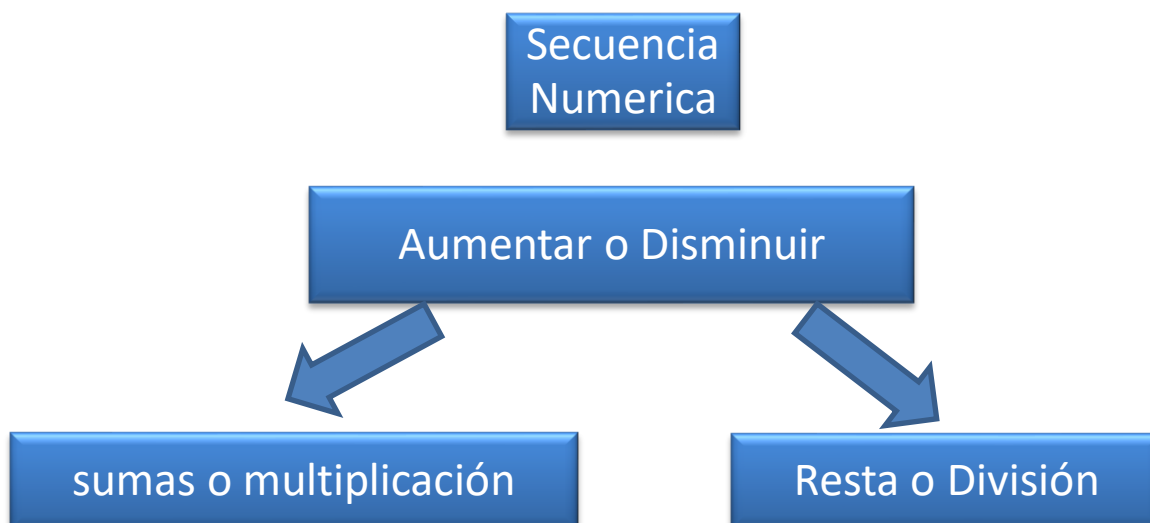 Secuencia
Numerica
Aumentar o Disminuir
sumas o multiplicación
Resta o División